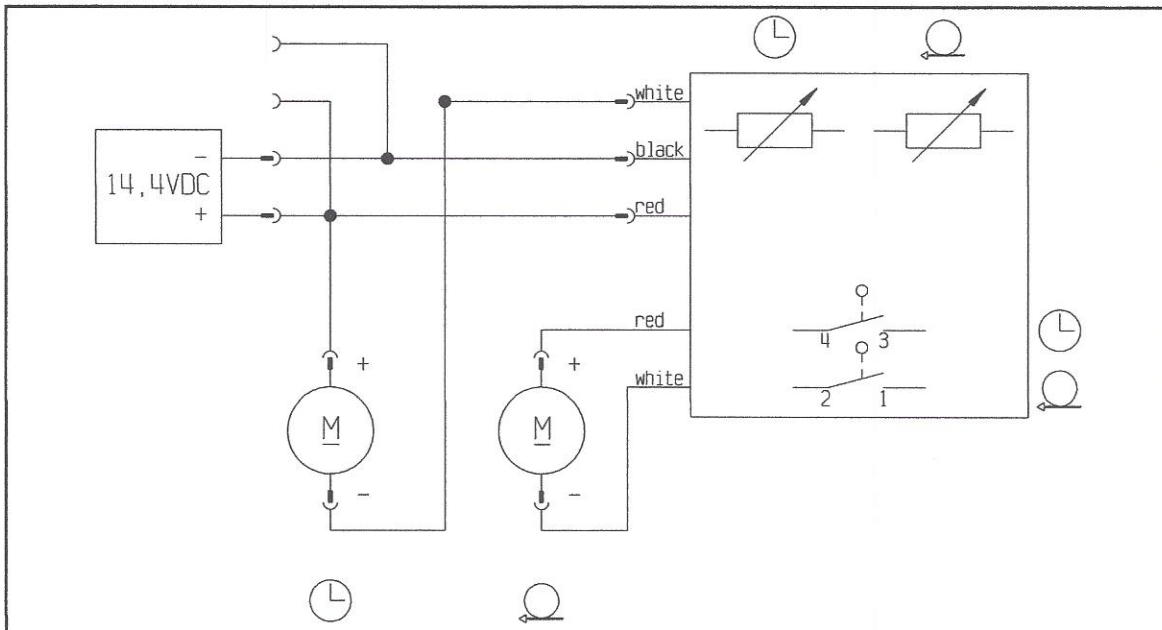 white
black
-
14,4VDC
+
red
red
4 3
+ +
white
2 1
M M
- -